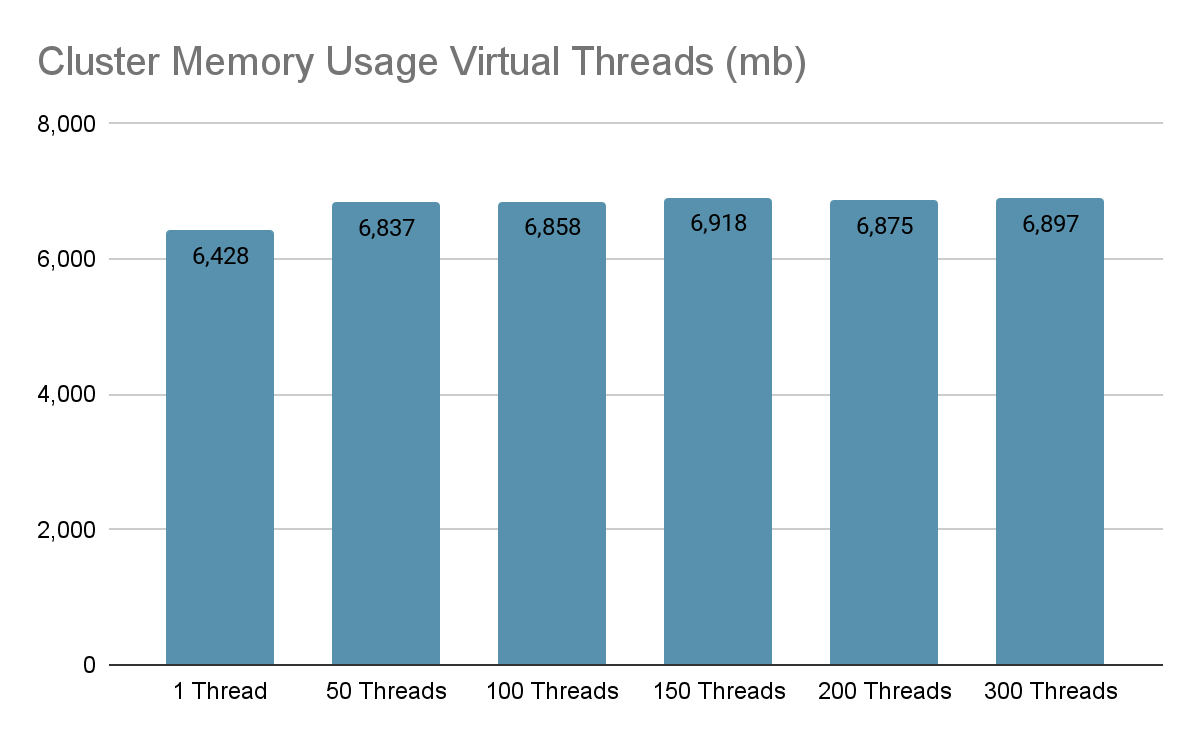 Cluster Memory Usage Virtual Threads (mb)
8,000
6,000
4,000
2,000
0
6,428
6,837
6,858
6,918
6,875
6,897
1 Thread
50 Threads
100 Threads
150 Threads
200 Threads
300 Threads